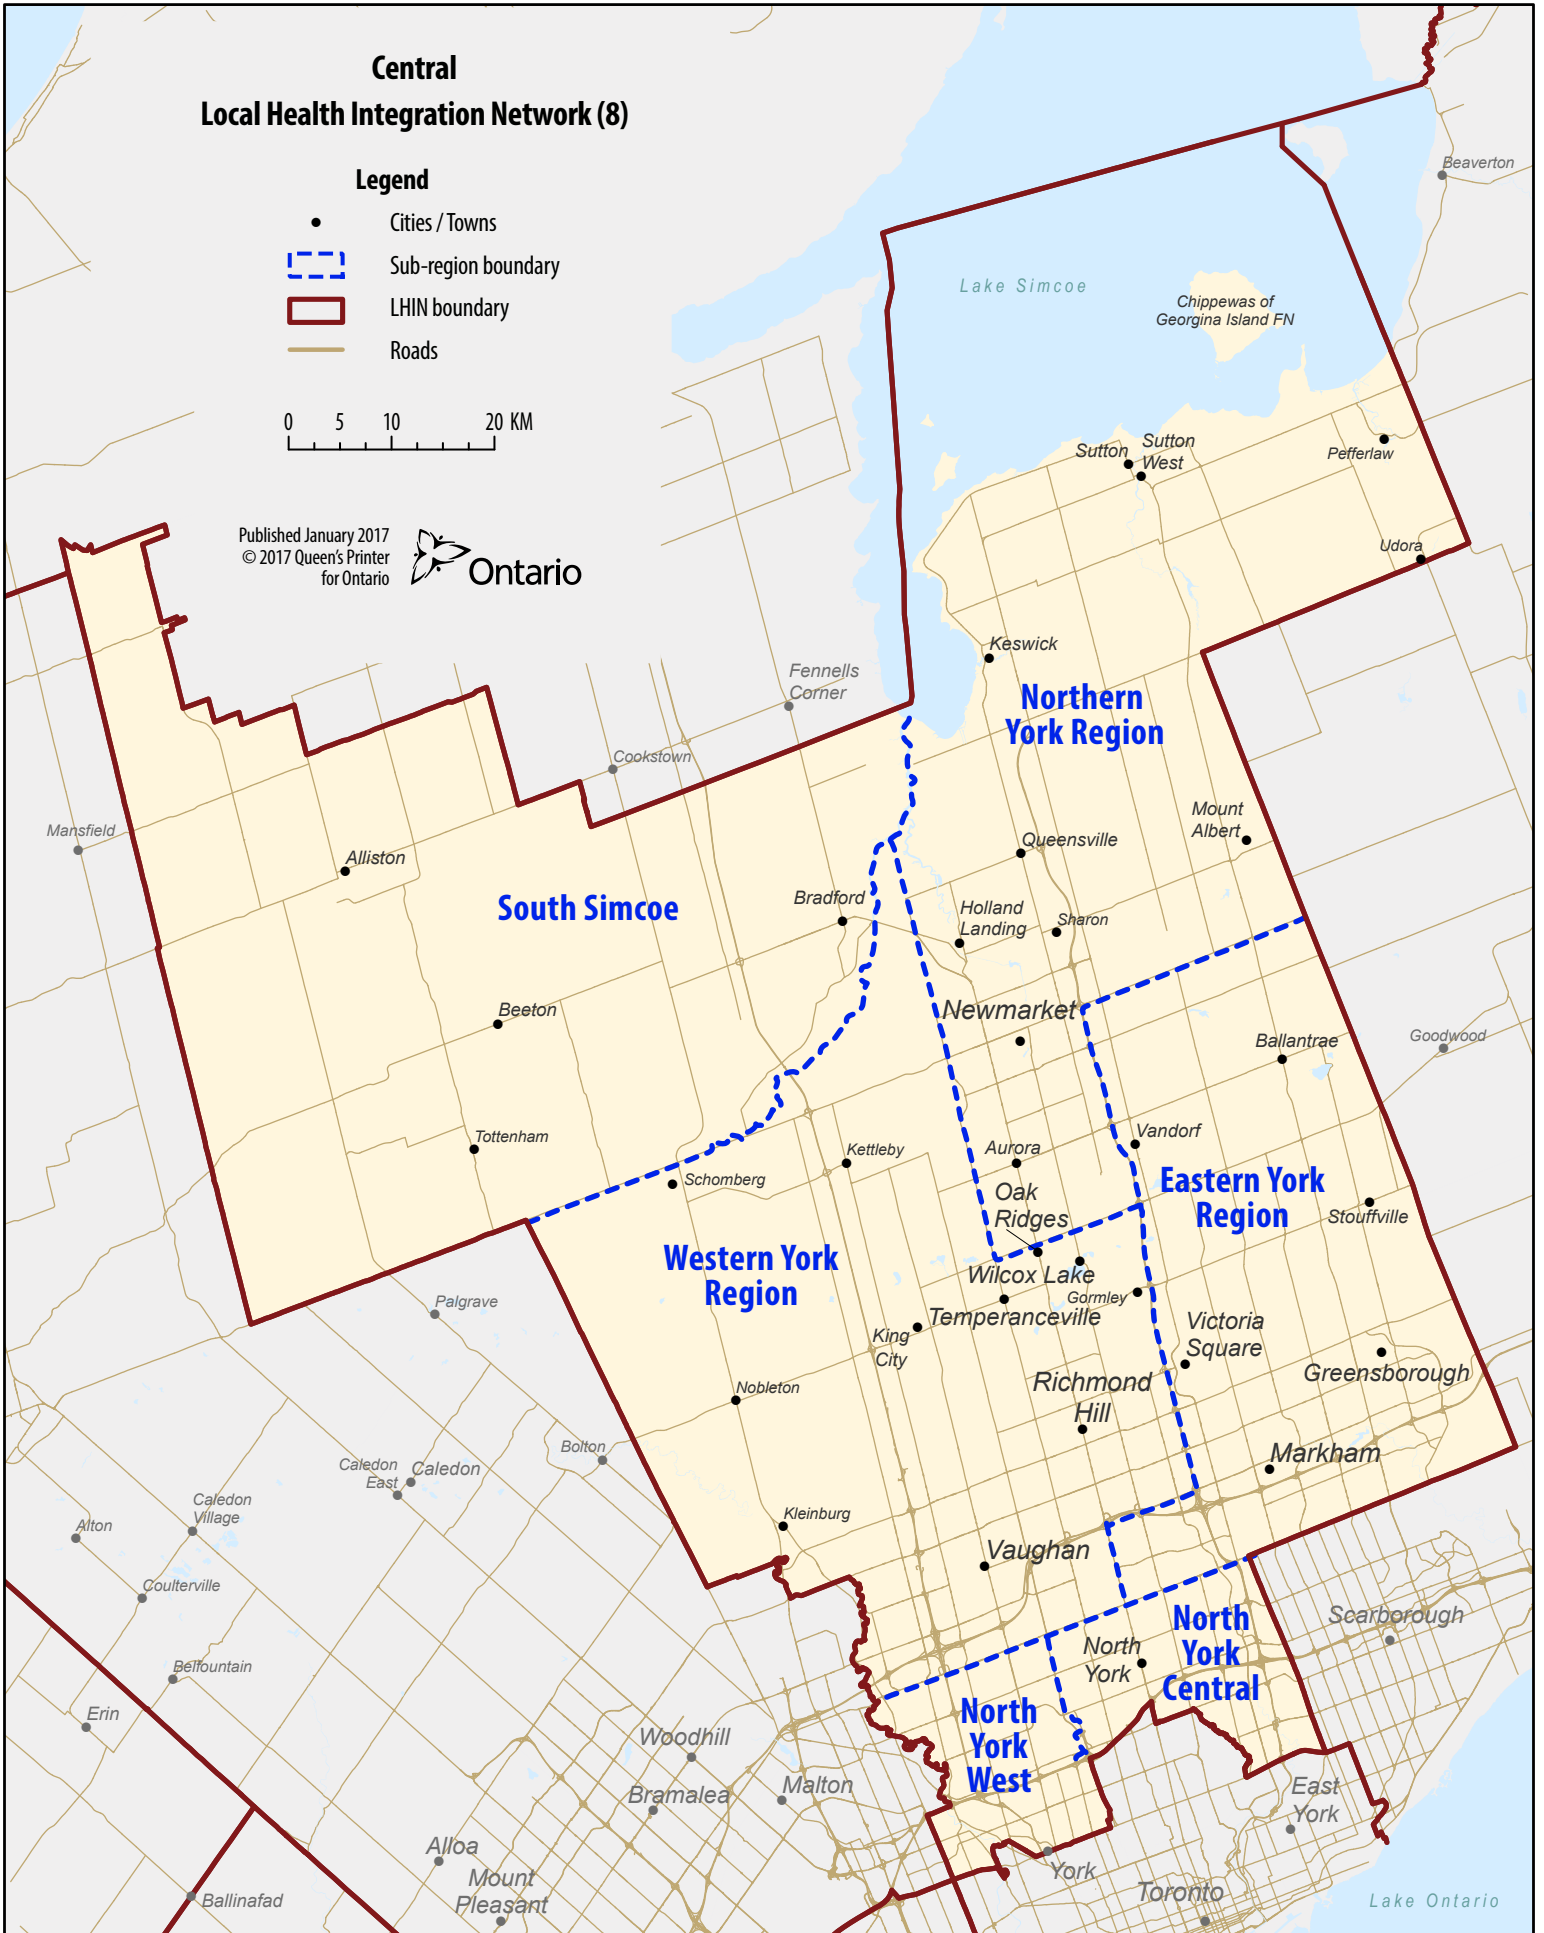 Central
Local Health Integration Network (8)
Legend
Cities / Towns
Sub-region boundary
LHIN boundary
Roads
0 5 10 20 KM
Published January 2017
© 2017 Queen's Printer
for Ontario
Ontario
Beaverton
Lake Simcoe
Chippewas of
Georgina Island FN
Sutton
Sutton
West
Pefferlaw
Udora
Keswick
Fennells
Corner
Northern
York Region
Cookstown
Mansfield
Alliston
Mount
Albert
Queensville
South Simcoe
Bradford
Holland
Landing
Sharon
Beeton
Newmarket
Ballantrae
Goodwood
Tottenham
Kettleby
Aurora
Vandorf
Schomberg
Oak
Ridges
Eastern York
Region
Stouffville
Western York
Region
Wilcox Lake
Gormley
Palgrave
Temperanceville
King
City
Victoria
Square
Greensborough
Nobleton
Richmond
Hill
Bolton
Markham
Caledon
East
Caledon
Caledon
Village
Alton
Kleinburg
Vaughan
Coulterville
North
York
Central
North
York
Scarborough
Belfountain
Erin
North
York
West
Woodhill
Bramalea
Malton
East
York
Alloa
Mount
Pleasant
York
Toronto
Ballinafad
Lake Ontario